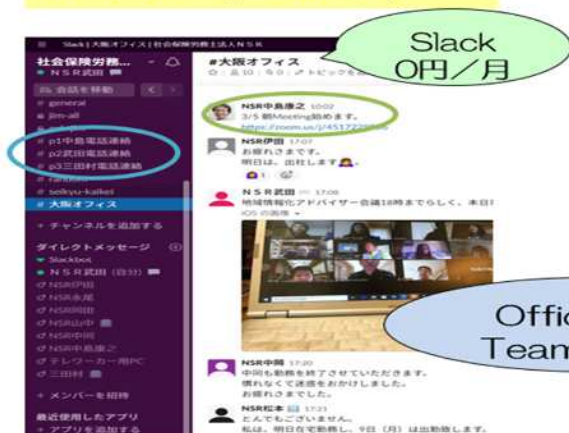 Slack
0円／月
Slack | 大阪オフィス | 社会保険労務士法人ＮＳＲ
社会保険労務...
ＮＳＲ武田
会話を移動
# general
jim-all
# p1中島電話連絡
# p2武田電話連絡
# p3三田村電話連絡
# random
# seikyu-kaikei
# 大阪オフィス
+ チャンネルを追加する
ダイレクトメッセージ
Slackbot
ＮＳＲ武田（自分）
NSR伊田
NSR永尾
NSR岡田
NSR山中
NSR中岡
NSR中島康之
テレワーカー用PC
三田村
+ メンバーを招待
最近使用したアプリ
+ アプリを追加する
#大阪オフィス
トピックを
NSR中島康之 10:02
3/5 朝Meeting始めます。
NSR伊田 17:07
お疲れさまです。
明日は、出社します
1
ＮＳＲ武田 17:08
地域情報化アドバイザー会議18時までらしく、本日
iOS の画像
NSR中岡 17:20
中岡も勤務を終了させていただきます。
慣れなくて迷惑をおかけしました。
お疲れさまでした。
NSR松本 17:21
とんでもございません。
私は、明日在宅勤務し、9日（月）は出勤致します。
Offic
Team